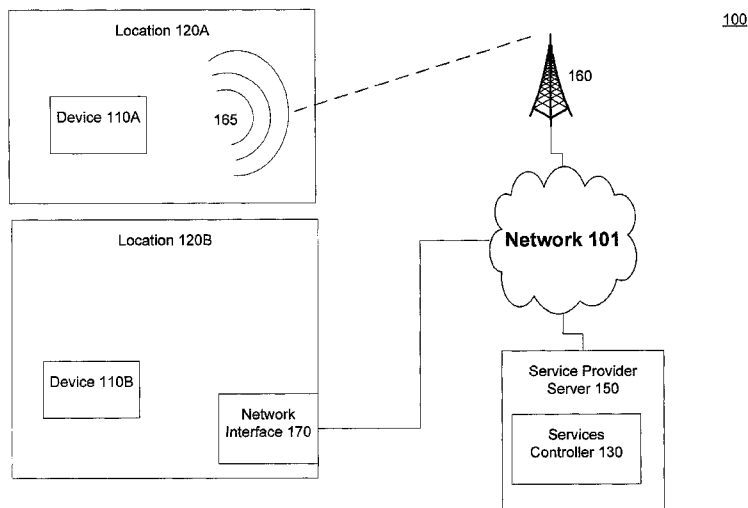 100
Location 120A
160
Device 110A
165
Location 120B
Network 101
Device 110B
Service Provider
Server 150
Network
Interface 170
Services
Controller 130